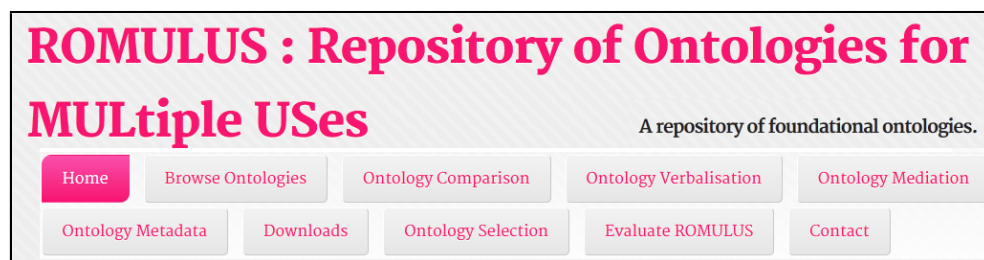 ROMULUS : Repository of Ontologies for
MULtiple USes
A repository of foundational ontologies.
Home Browse Ontologies Ontology Comparison Ontology Verbalisation Ontology Mediation
Ontology Metadata Downloads Ontology Selection Evaluate ROMULUS Contact